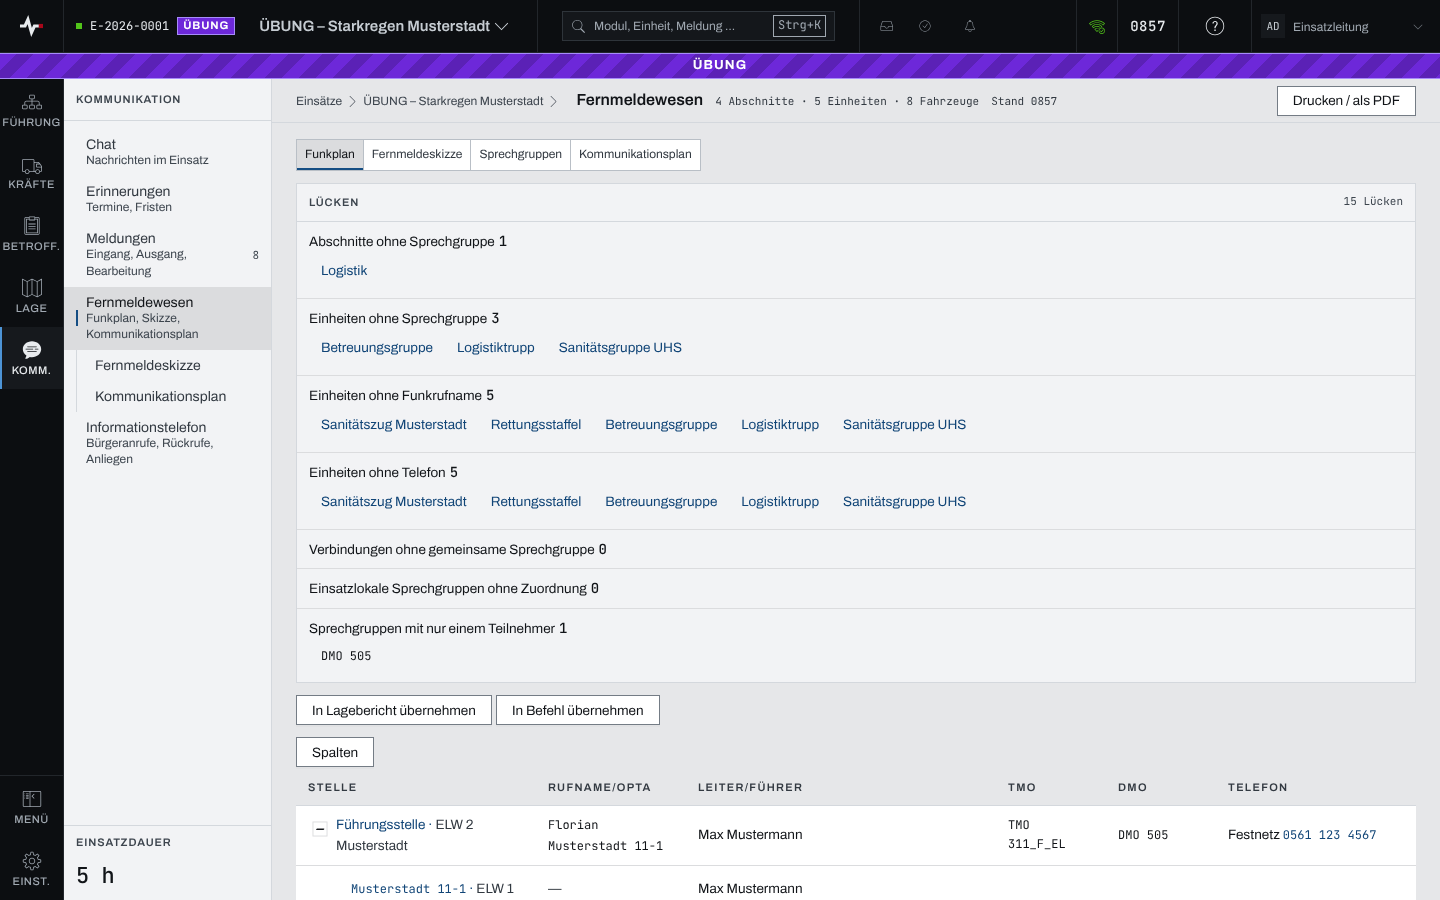 E-2026-0001 ÜBUNG ÜBUNG – Starkregen Musterstadt Modul, Einheit, Meldung ... Strg+K 0857 ? AD Einsatzleitung
ÜBUNG
FÜHRUNG
KRÄFTE
BETROFF.
LAGE
KOMM.
MENÜ
EINST.
KOMMUNIKATION
Chat
Nachrichten im Einsatz
Erinnerungen
Termine, Fristen
Meldungen
Eingang, Ausgang,
Bearbeitung
8
Fernmeldewesen
Funkplan, Skizze,
Kommunikationsplan
Fernmeldeskizze
Kommunikationsplan
Informationstelefon
Bürgeranrufe, Rückrufe,
Anliegen
EINSATZDAUER
5 h
Einsätze ÜBUNG – Starkregen Musterstadt Fernmeldewesen 4 Abschnitte · 5 Einheiten · 8 Fahrzeuge Stand 0857 Drucken / als PDF
Funkplan Fernmeldeskizze Sprechgruppen Kommunikationsplan
LÜCKEN 15 Lücken
Abschnitte ohne Sprechgruppe 1
Logistik
Einheiten ohne Sprechgruppe 3
Betreuungsgruppe Logistiktrupp Sanitätsgruppe UHS
Einheiten ohne Funkrufname 5
Sanitätszug Musterstadt Rettungsstaffel Betreuungsgruppe Logistiktrupp Sanitätsgruppe UHS
Einheiten ohne Telefon 5
Sanitätszug Musterstadt Rettungsstaffel Betreuungsgruppe Logistiktrupp Sanitätsgruppe UHS
Verbindungen ohne gemeinsame Sprechgruppe 0
Einsatzlokale Sprechgruppen ohne Zuordnung 0
Sprechgruppen mit nur einem Teilnehmer 1
DMO 505
In Lagebericht übernehmen In Befehl übernehmen
Spalten
STELLE RUFNAME/OPTA LEITER/FÜHRER TMO DMO TELEFON
Führungsstelle · ELW 2
Musterstadt
Florian
Musterstadt 11-1
Max Mustermann
TMO
311_F_EL
DMO 505
Festnetz 0561 123 4567
Musterstadt 11-1 · ELW 1 — Max Mustermann